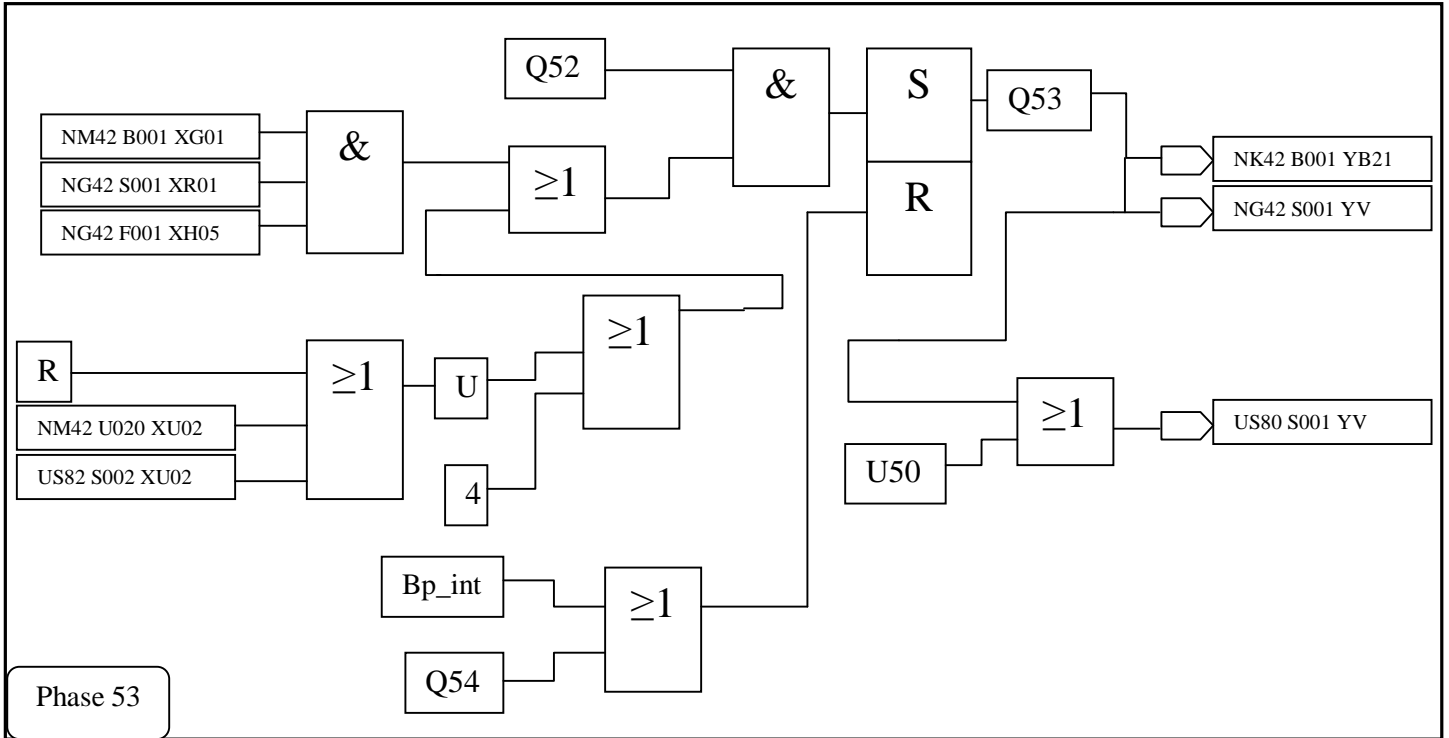 Q52
&
S
Q53
NM42 B001 XG01
&
NK42 B001 YB21
NG42 S001 XR01
≥1
R
NG42 S001 YV
NG42 F001 XH05
≥1
R
≥1
U
≥1
US80 S001 YV
NM42 U020 XU02
US82 S002 XU02
4
U50
Bp_int
≥1
Q54
Phase 53